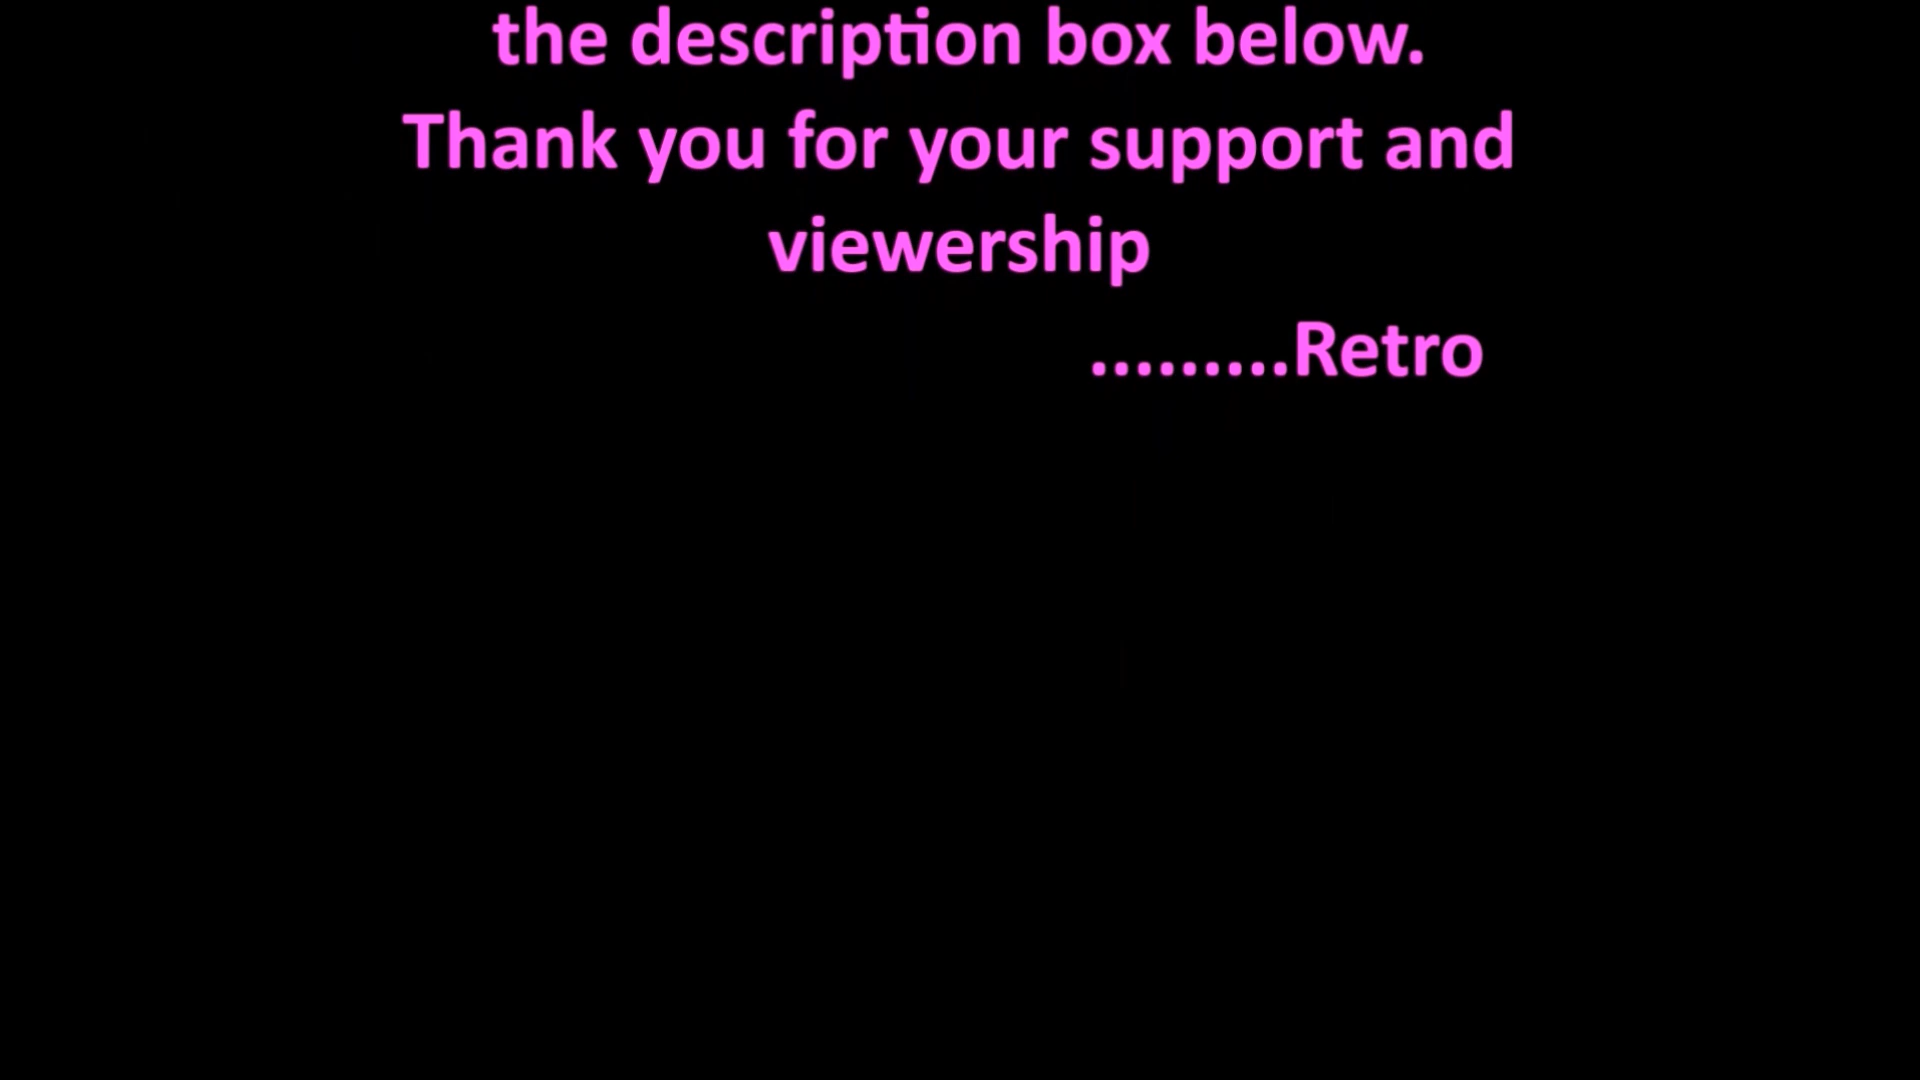 the description box below.
Thank you for your support and
viewership
.........Retro